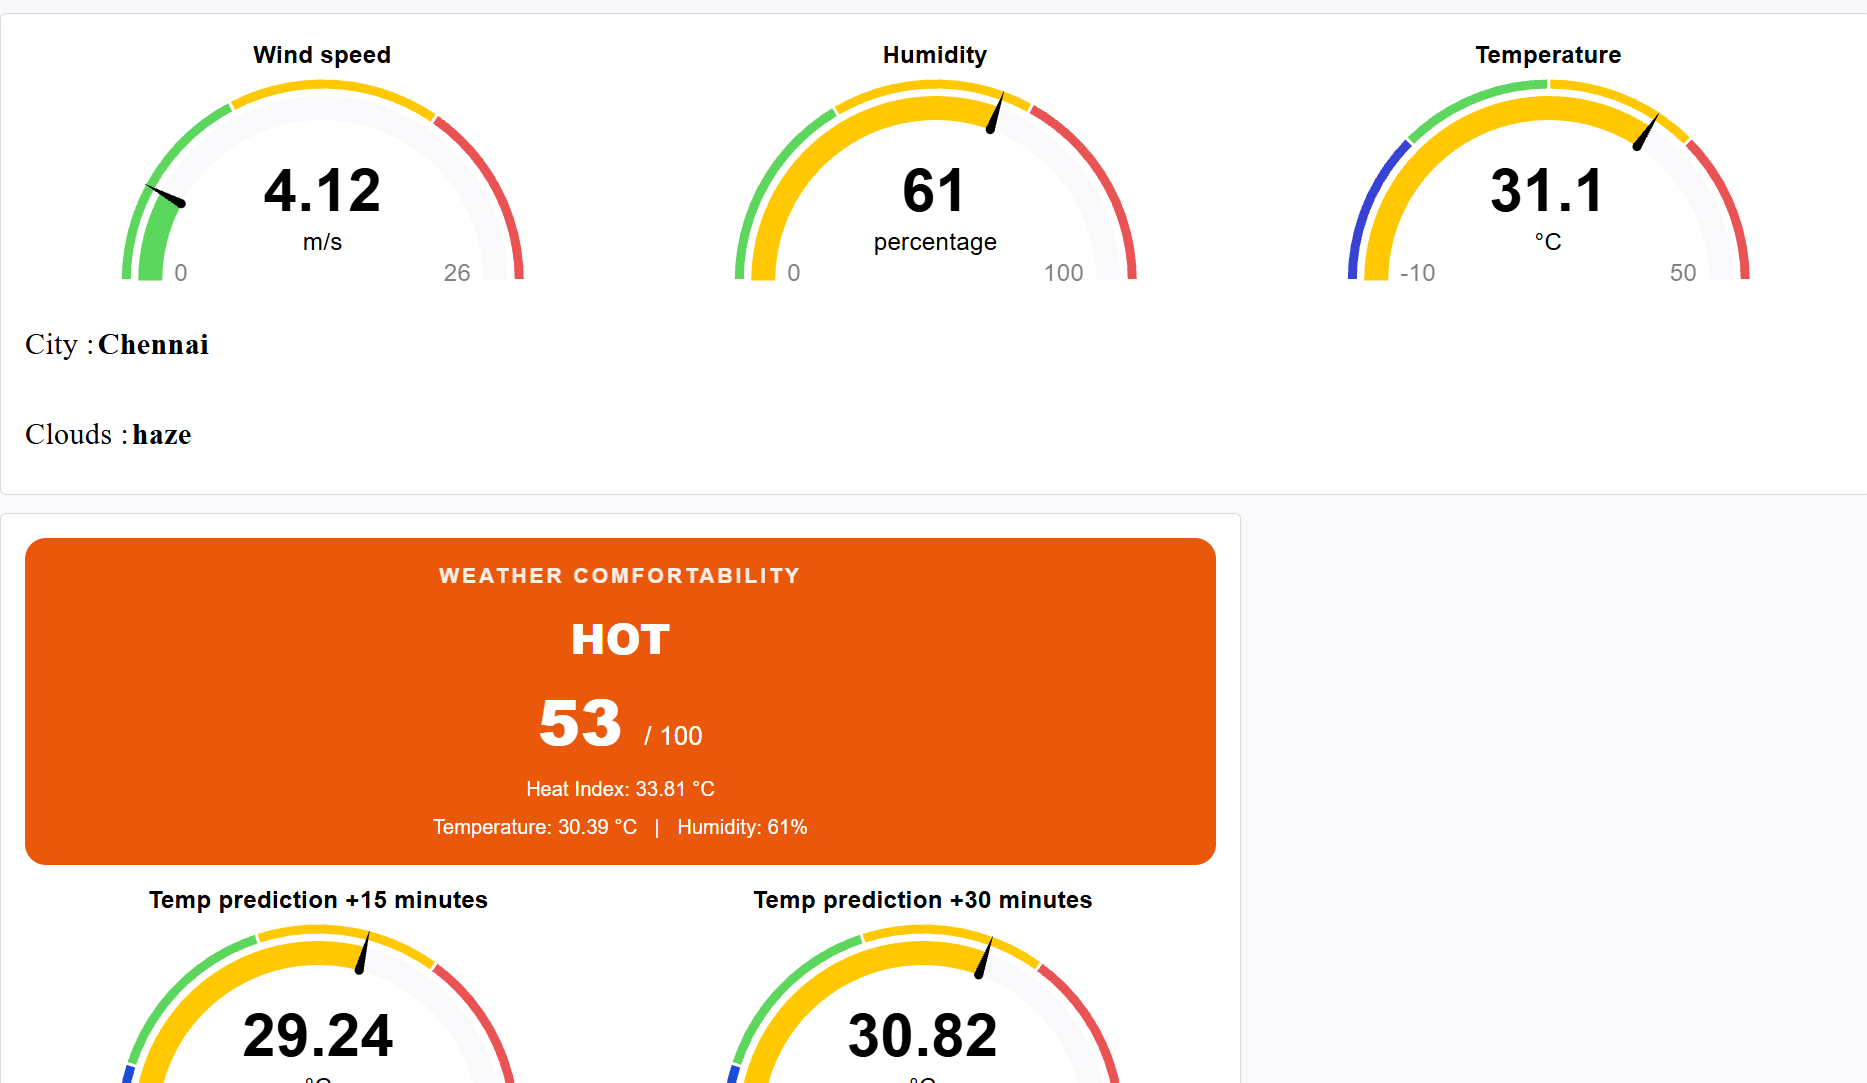 Wind speed
Humidity
Temperature
4.12
m/s
0
26
61
percentage
0
100
31.1
°C
-10
50
City : Chennai
Clouds : haze
WEATHER COMFORTABILITY
HOT
53 / 100
Heat Index: 33.81 °C
Temperature: 30.39 °C | Humidity: 61%
Temp prediction +15 minutes
Temp prediction +30 minutes
29.24
°C
30.82
°C